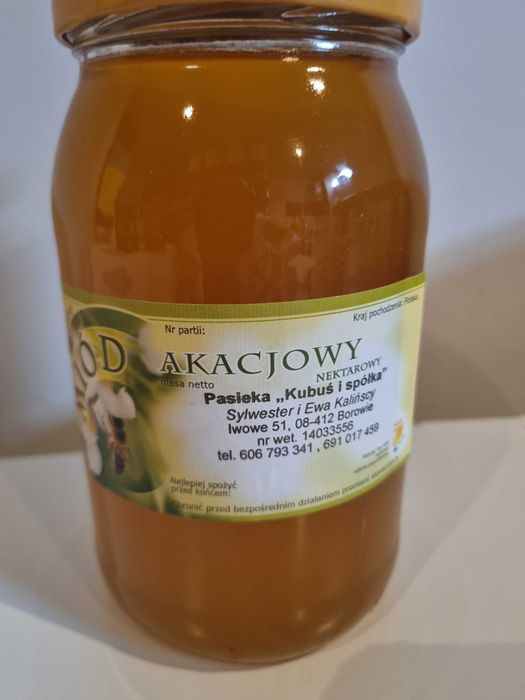 Nr partii:
Kraj pochodzenia: Polska
AKACJOWY
NEKTAROWY
masa netto
Pasieka „Kubuś i spółka”
Sylwester i Ewa Kalińscy
Iwowe 51, 08-412 Borowie
nr wet. 14033556
tel. 606 793 341 , 691 017 459
Najlepiej spożyć
przed końcem:
Chronić przed bezpośrednim działaniem promieni słonecznych.